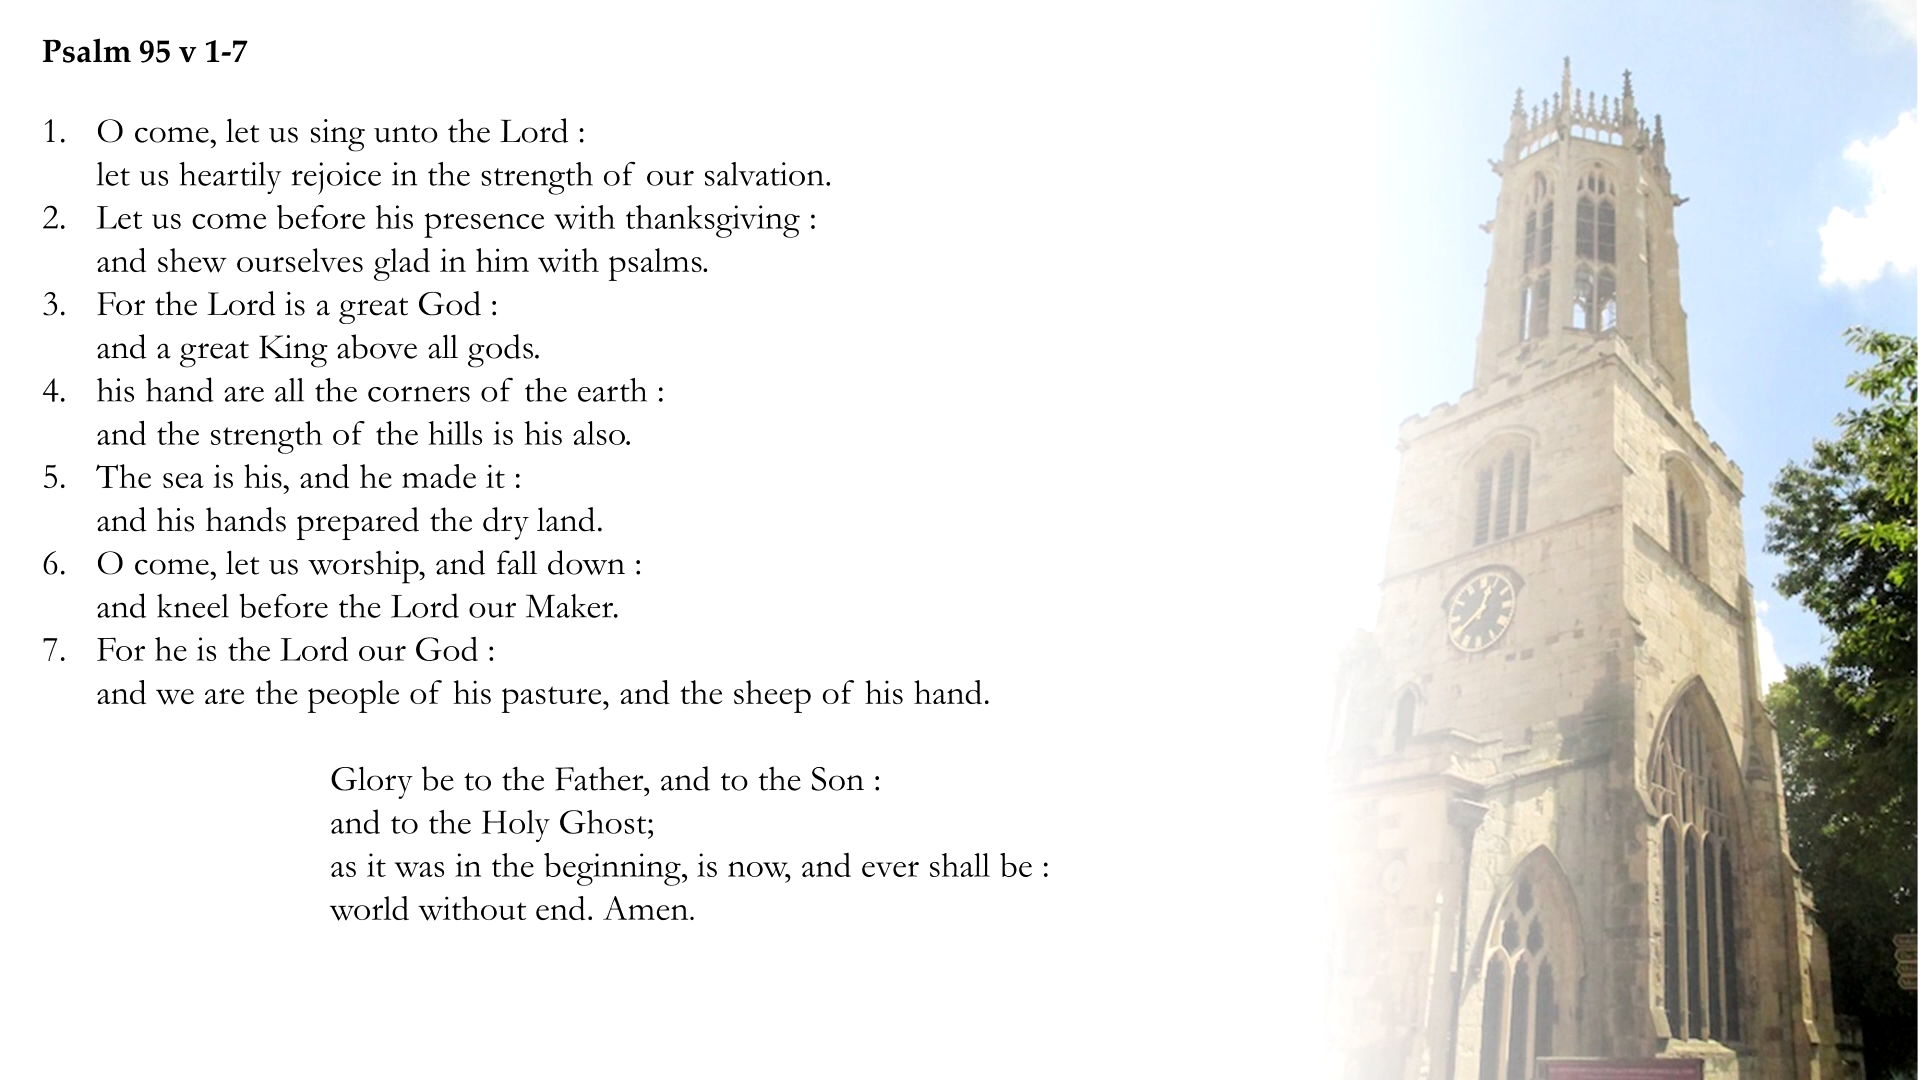 Psalm 95 v 1-7
1. O come, let us sing unto the Lord :
let us heartily rejoice in the strength of our salvation.
2. Let us come before his presence with thanksgiving :
and shew ourselves glad in him with psalms.
3. For the Lord is a great God :
and a great King above all gods.
4. his hand are all the corners of the earth :
and the strength of the hills is his also.
5. The sea is his, and he made it :
and his hands prepared the dry land.
6. O come, let us worship, and fall down :
and kneel before the Lord our Maker.
7. For he is the Lord our God :
and we are the people of his pasture, and the sheep of his hand.
Glory be to the Father, and to the Son :
and to the Holy Ghost;
as it was in the beginning, is now, and ever shall be :
world without end. Amen.